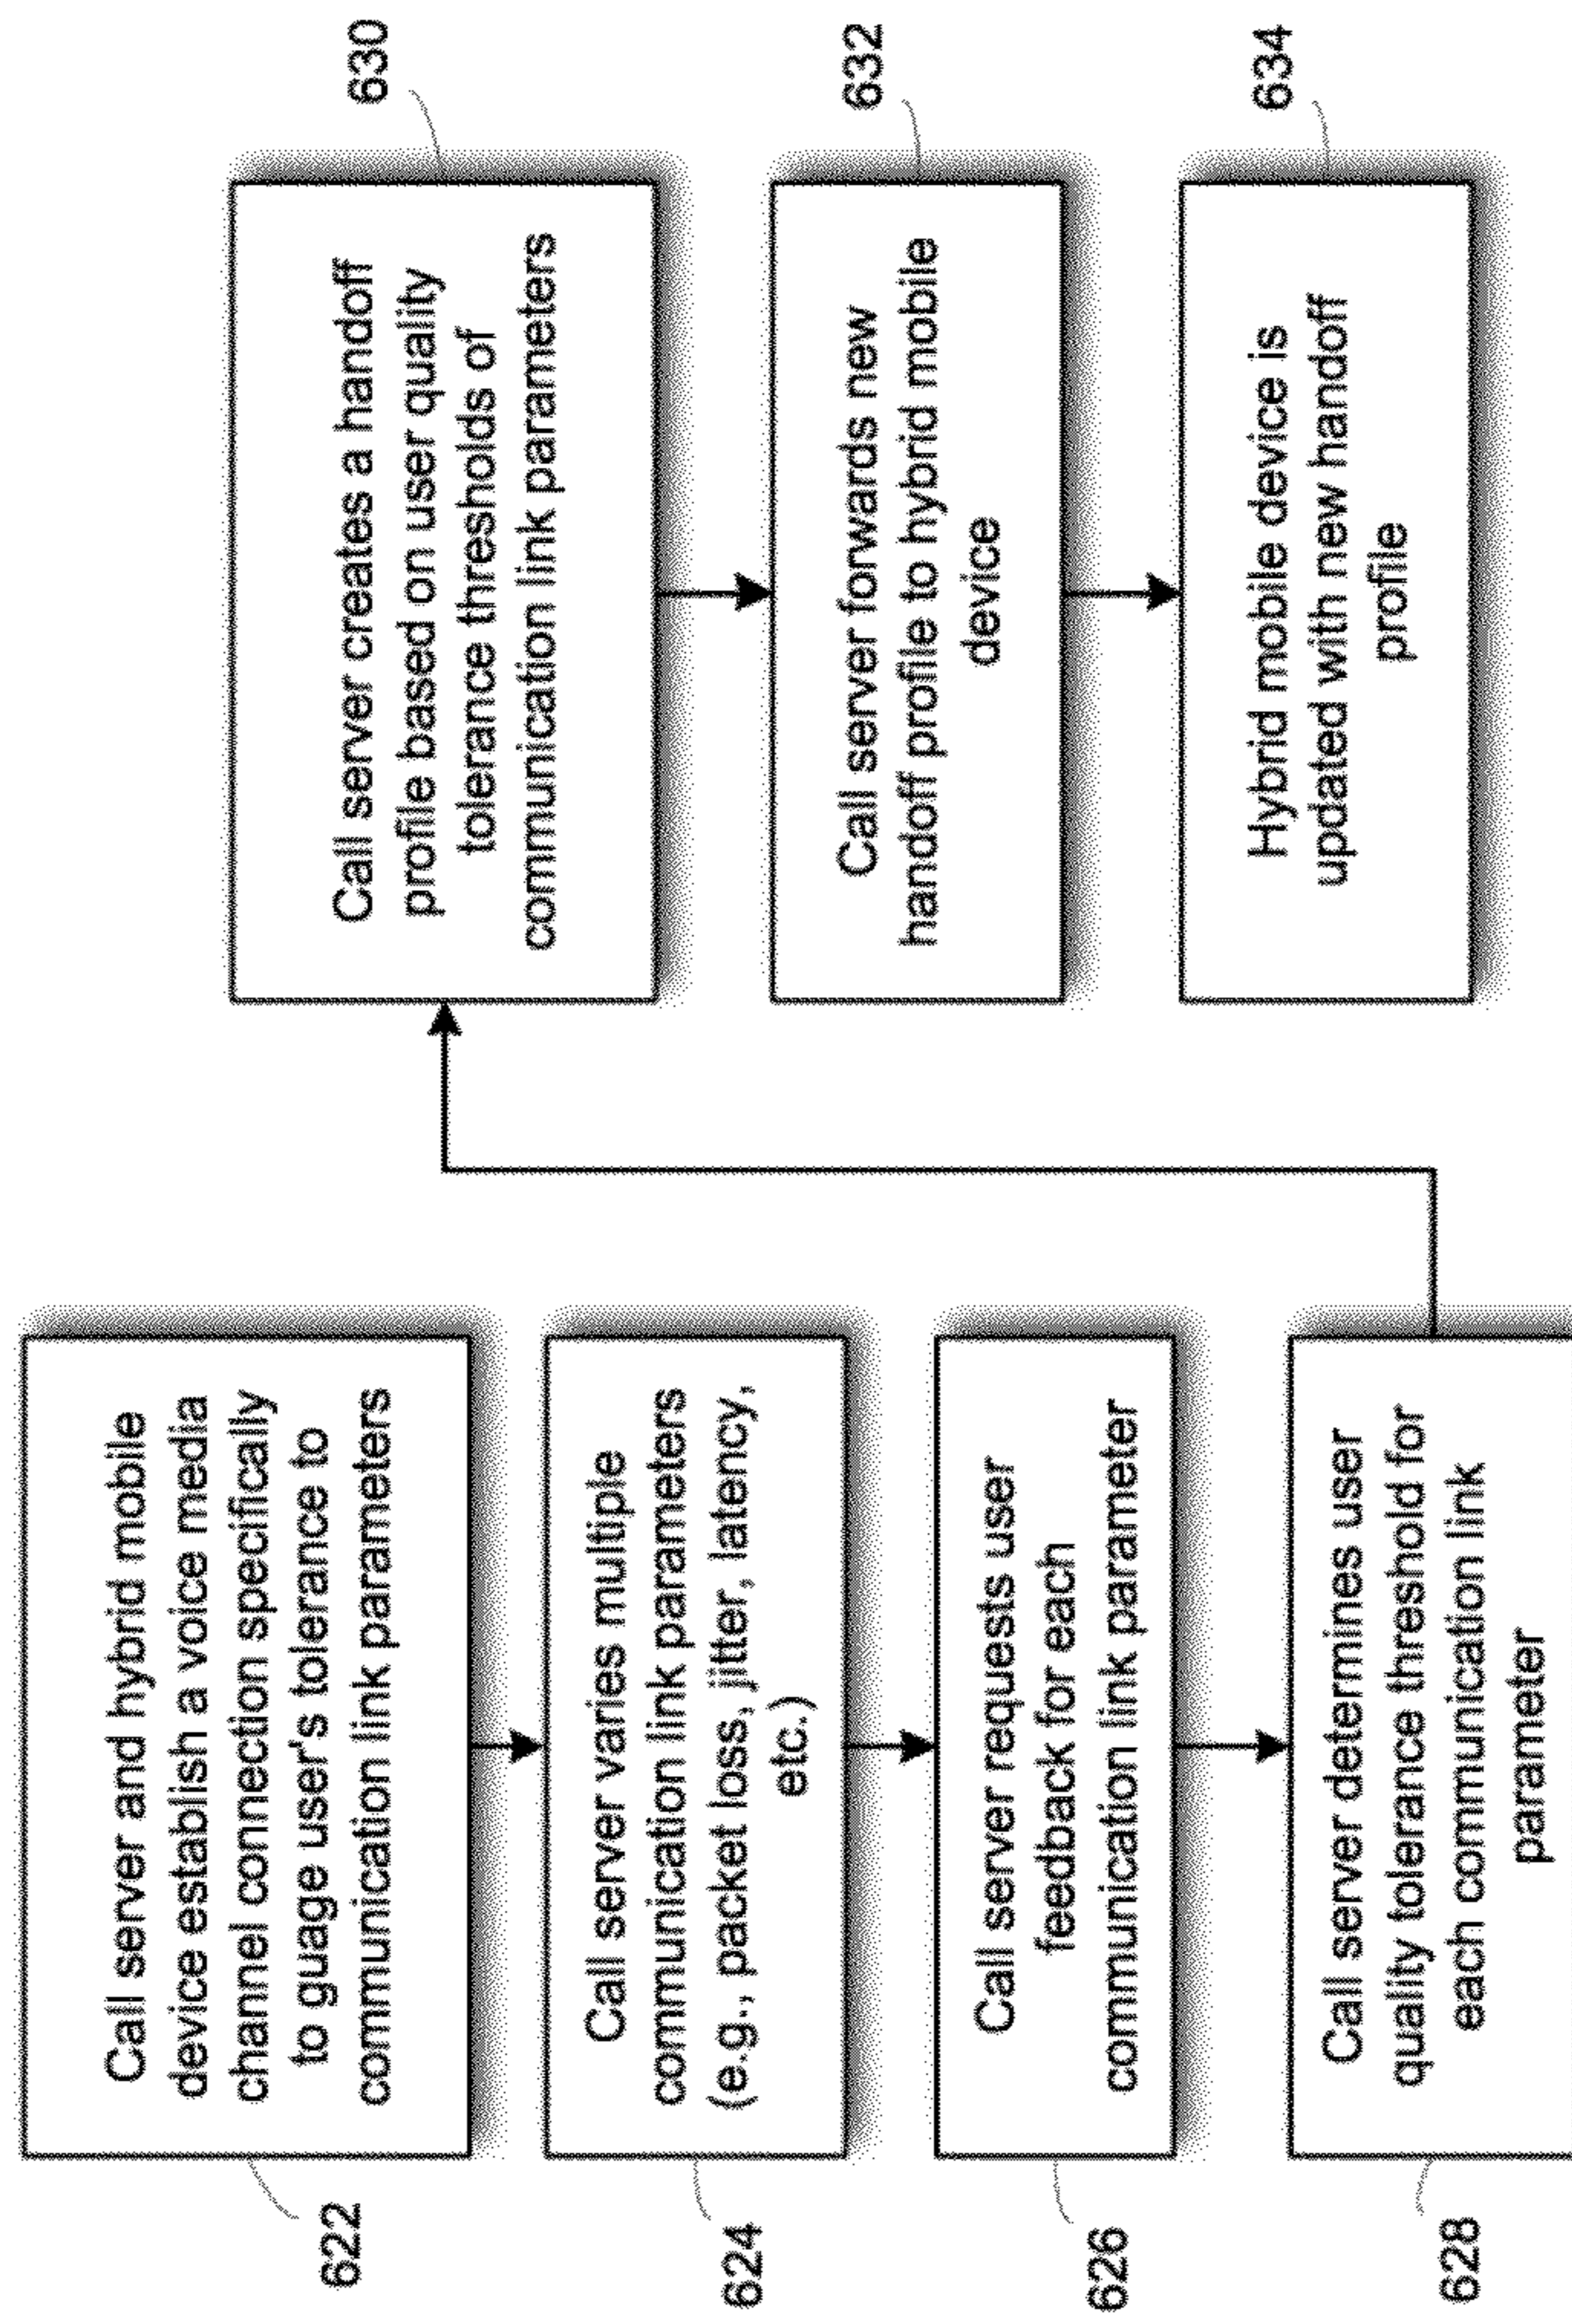 622
Call server and hybrid mobile
device establish a voice media
channel connection specifically
to guage user's tolerance to
communication link parameters
624
Call server varies multiple
communication link parameters
(e.g., packet loss, jitter, latency,
etc.)
626
Call server requests user
feedback for each
communication link parameter
628
Call server determines user
quality tolerance threshold for
each communication link
parameter
630
Call server creates a handoff
profile based on user quality
tolerance thresholds of
communication link parameters
632
Call server forwards new
handoff profile to hybrid mobile
device
634
Hybrid mobile device is
updated with new handoff
profile